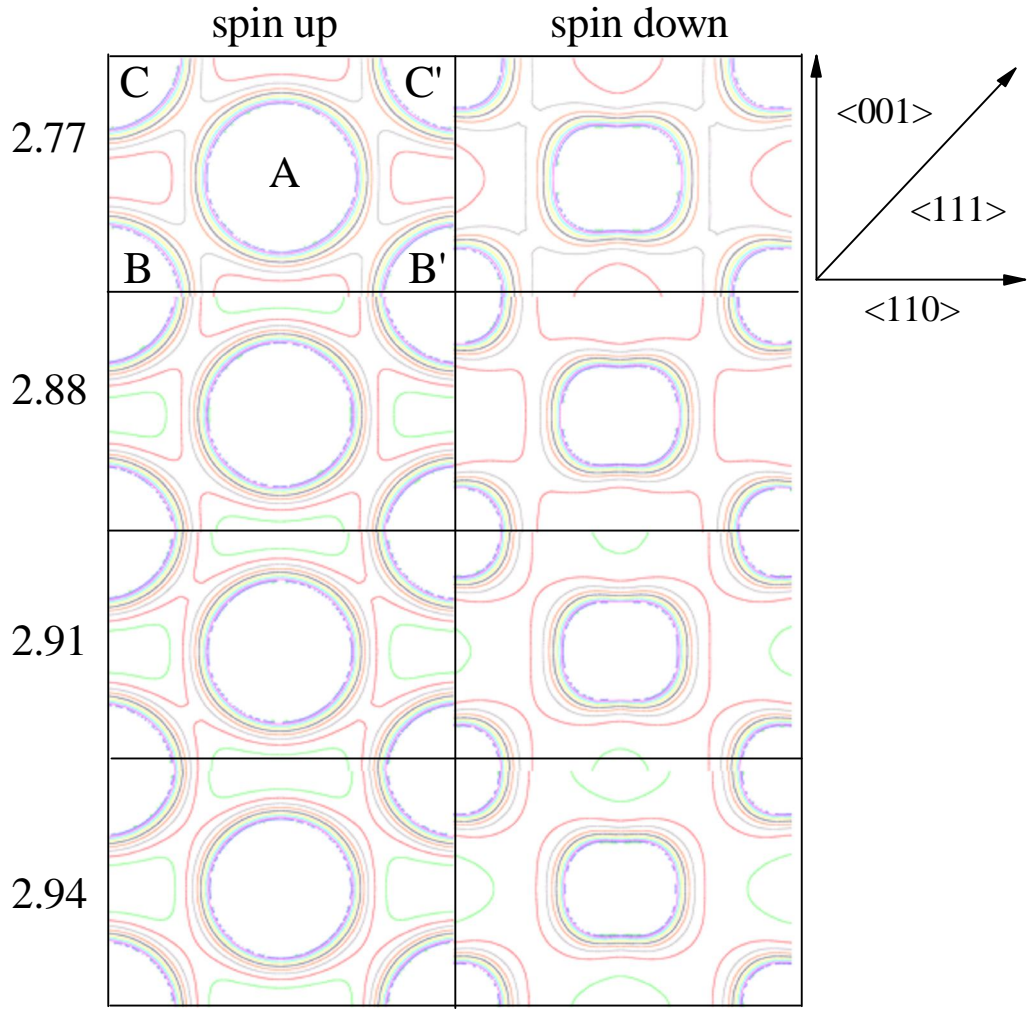 spin up
spin down
C
C'
2.77
A
B
B'
<001>
<111>
<110>
2.88
2.91
2.94